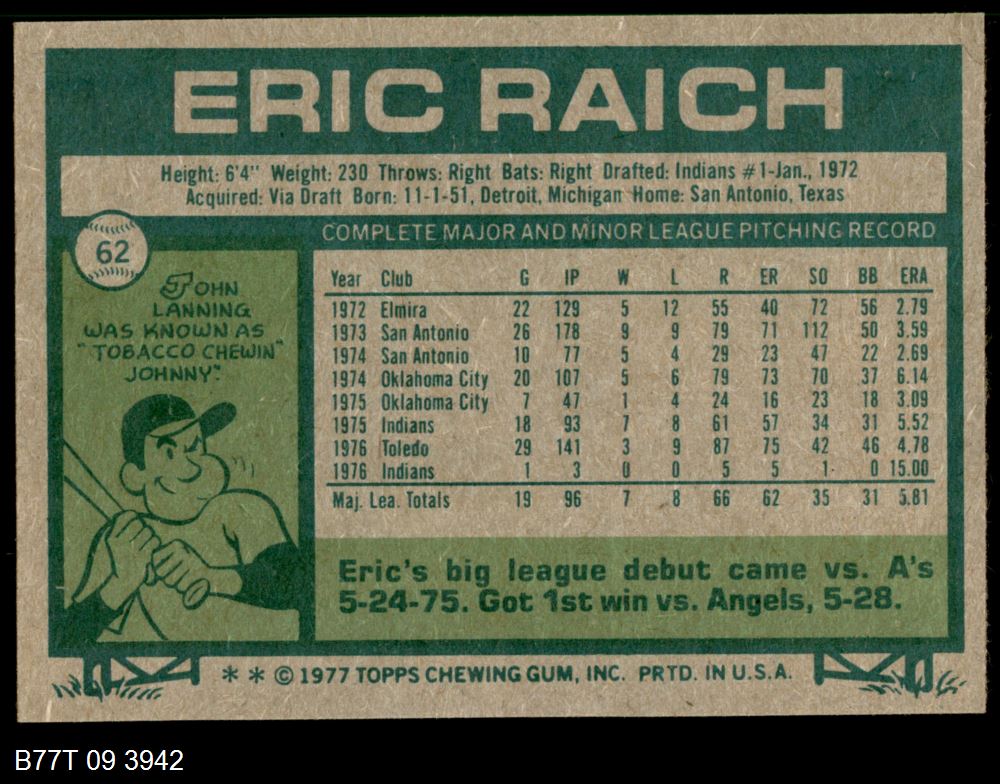 ERIC RAICH
Height: 6'4" Weight: 230 Throws: Right Bats: Right Drafted: Indians #1-Jan., 1972
Acquired: Via Draft Born: 11-1-51, Detroit, Michigan Home: San Antonio, Texas
62
COMPLETE MAJOR AND MINOR LEAGUE PITCHING RECORD
JOHN
LANNING
WAS KNOWN AS
"TOBACCO CHEWIN"
JOHNNY."
Year Club G IP W L R ER SO BB ERA
1972 Elmira 22 129 5 12 55 40 72 56 2.79
1973 San Antonio 26 178 9 9 79 71 112 50 3.59
1974 San Antonio 10 77 5 4 29 23 47 22 2.69
1974 Oklahoma City 20 107 5 6 79 73 70 37 6.14
1975 Oklahoma City 7 47 1 4 24 16 23 18 3.09
1975 Indians 18 93 7 8 61 57 34 31 5.52
1976 Toledo 29 141 3 9 87 75 42 46 4.78
1976 Indians 1 3 0 0 5 5 1 0 15.00
Maj. Lea. Totals 19 96 7 8 66 62 35 31 5.81
Eric's big league debut came vs. A's
5-24-75. Got 1st win vs. Angels, 5-28.
* * © 1977 TOPPS CHEWING GUM, INC. PRTD. IN U.S.A.
B77T 09 3942